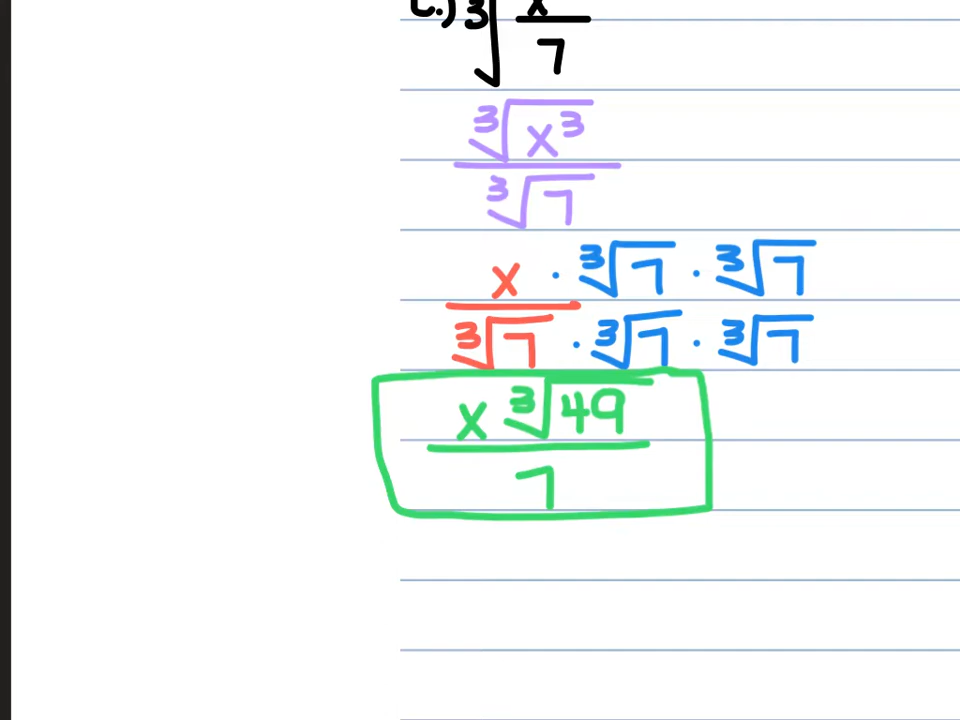 C.) ∛(x/7)
∛(x³)/∛7
x · ∛7 · ∛7 / ∛7 · ∛7 · ∛7
x∛49/7